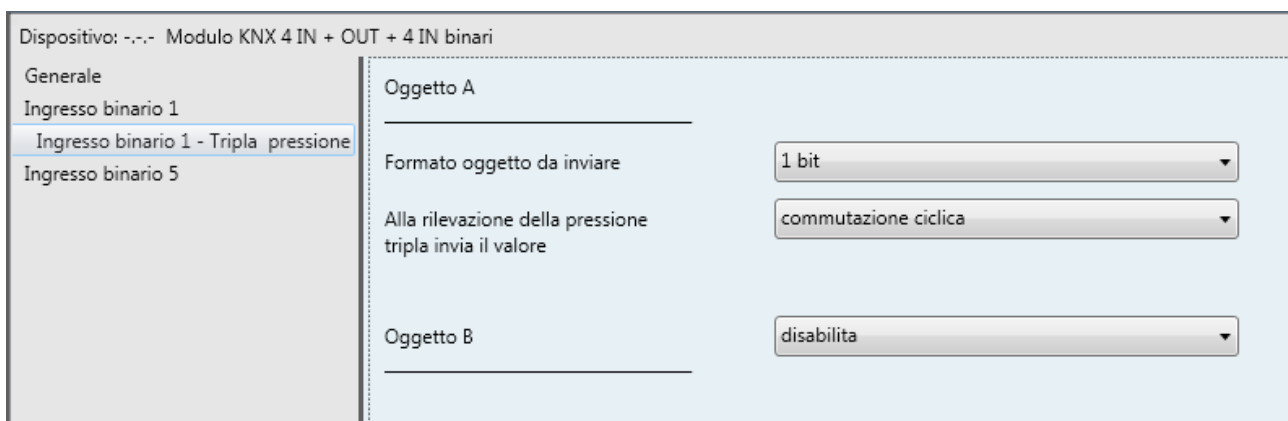 Dispositivo: -.-.- Modulo KNX 4 IN + OUT + 4 IN binari
Generale
Ingresso binario 1
Ingresso binario 1 - Tripla pressione
Ingresso binario 5
Oggetto A
Formato oggetto da inviare
1 bit
Alla rilevazione della pressione
tripla invia il valore
commutazione ciclica
Oggetto B
disabilita